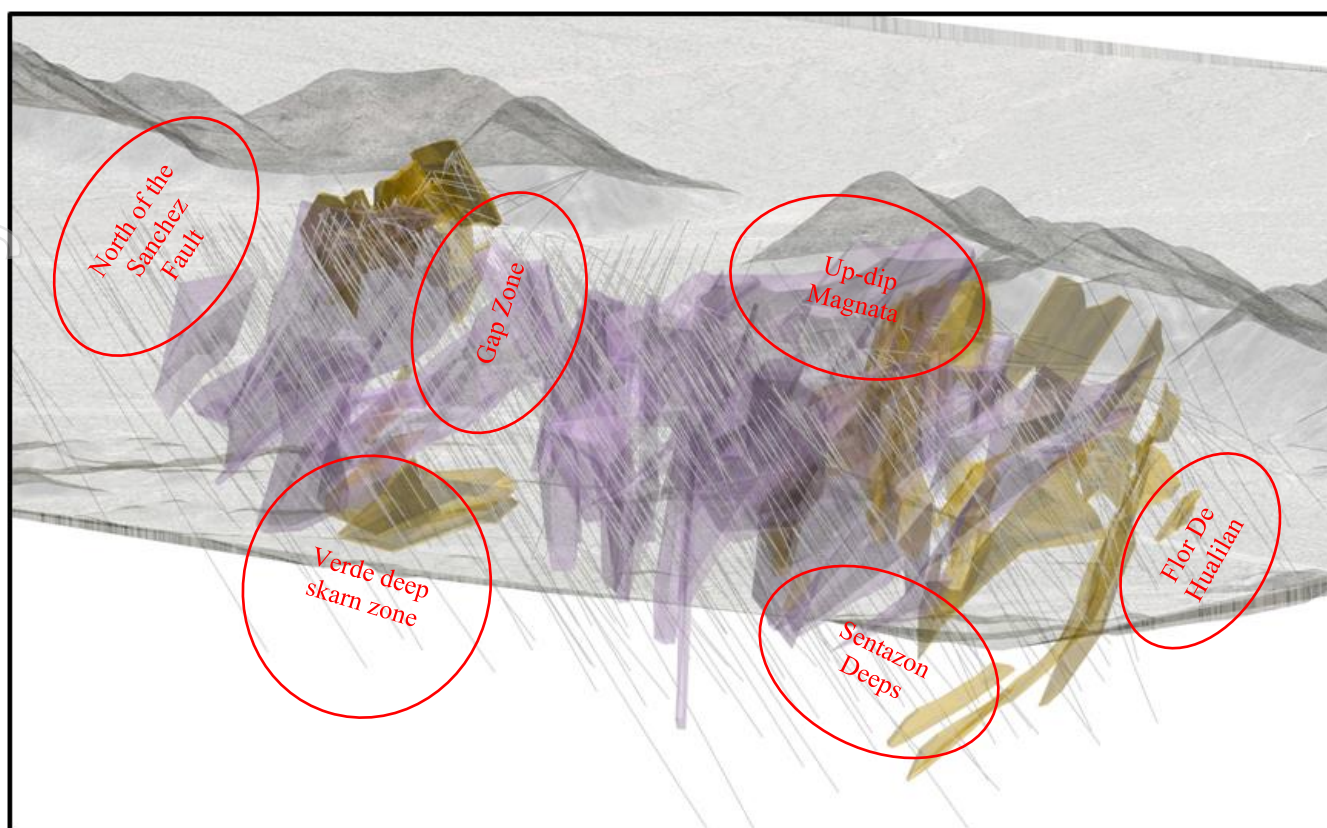 North of the
Sanchez
Fault
Gap Zone
Up-dip
Magnata
Verde deep
skarn zone
Sentazon
Deeps
Flor De
Hualilan